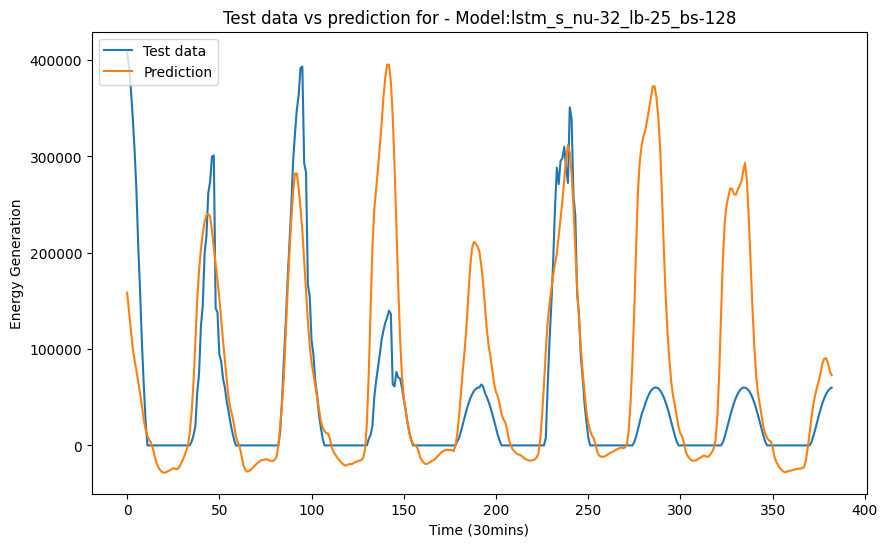 Test data vs prediction for - Model:lstm_s_nu-32_lb-25_bs-128
Test data
Prediction
400000
300000
200000
100000
0
Energy Generation
0 50 100 150 200 250 300 350 400
Time (30mins)